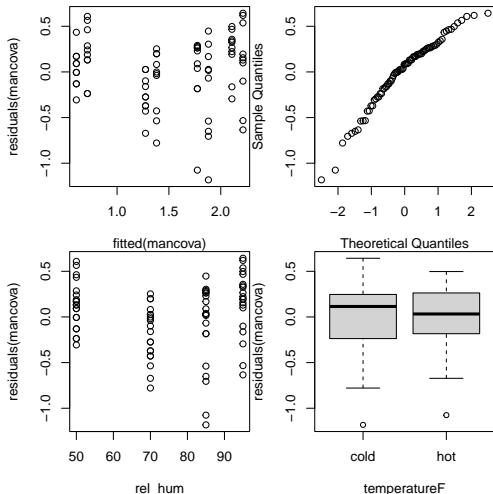 residuals(mancova)
0.5
0.0
−0.5
−1.0
1.0
1.5
2.0
fitted(mancova)
Sample Quantiles
0.5
0.0
−0.5
−1.0
−2
−1
0
1
2
Theoretical Quantiles
residuals(mancova)
0.5
0.0
−0.5
−1.0
50
60
70
80
90
rel_hum
residuals(mancova)
0.5
0.0
−0.5
−1.0
cold
hot
temperatureF